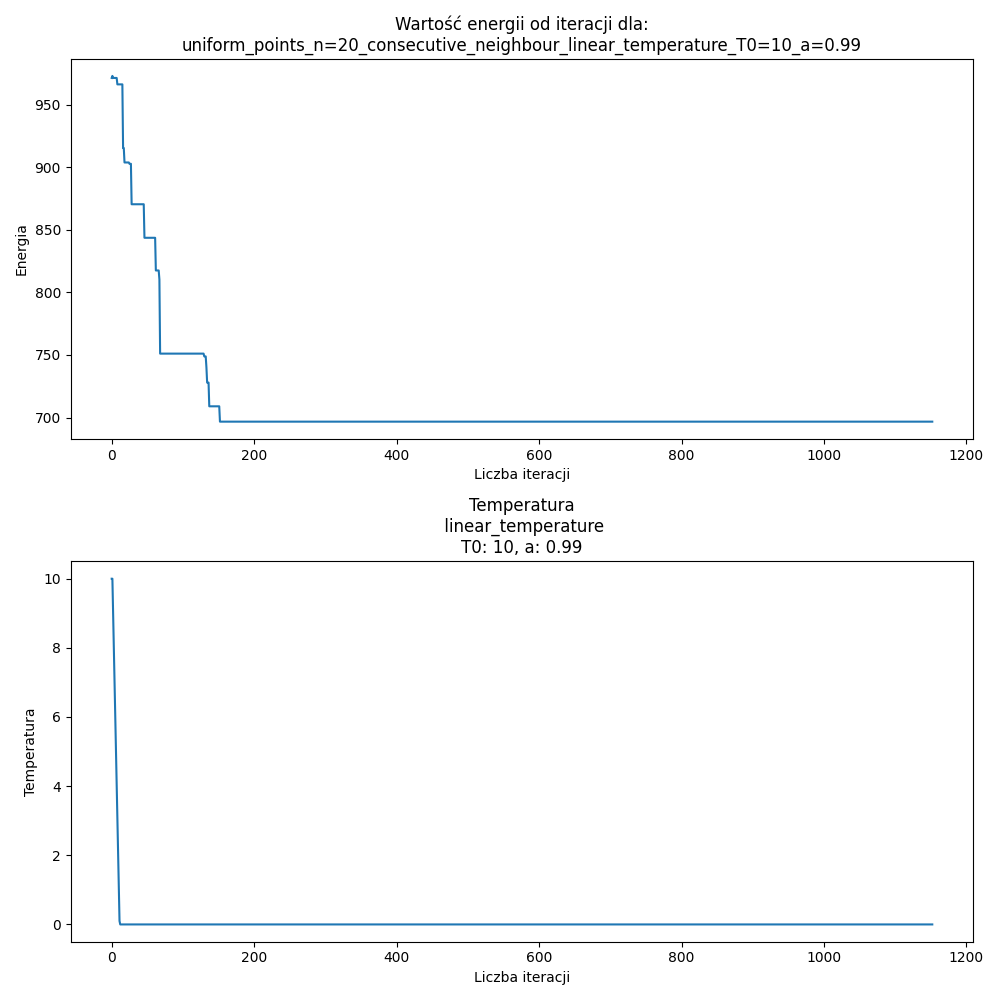 Wartość energii od iteracji dla:
uniform_points_n=20_consecutive_neighbour_linear_temperature_T0=10_a=0.99
950
900
850
800
750
700
Energia
0 200 400 600 800 1000 1200
Liczba iteracji
Temperatura
linear_temperature
T0: 10, a: 0.99
10
8
6
4
2
0
Temperatura
0 200 400 600 800 1000 1200
Liczba iteracji